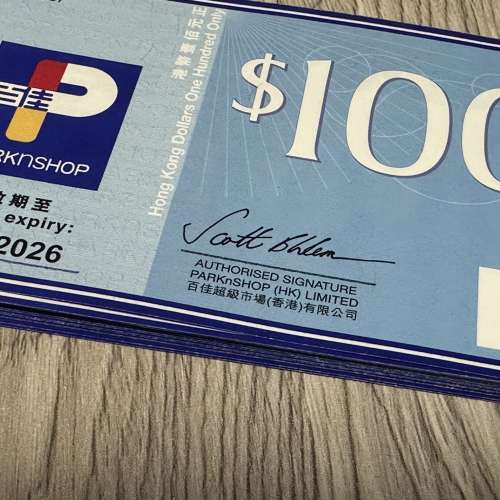 百佳
PARKnSHOP
效期至
expiry:
2026
港幣壹佰元正
Hong Kong Dollars One Hundred Only
$100
Scott Bhlem
AUTHORISED SIGNATURE
PARKnSHOP (HK) LIMITED
百佳超級市場(香港)有限公司